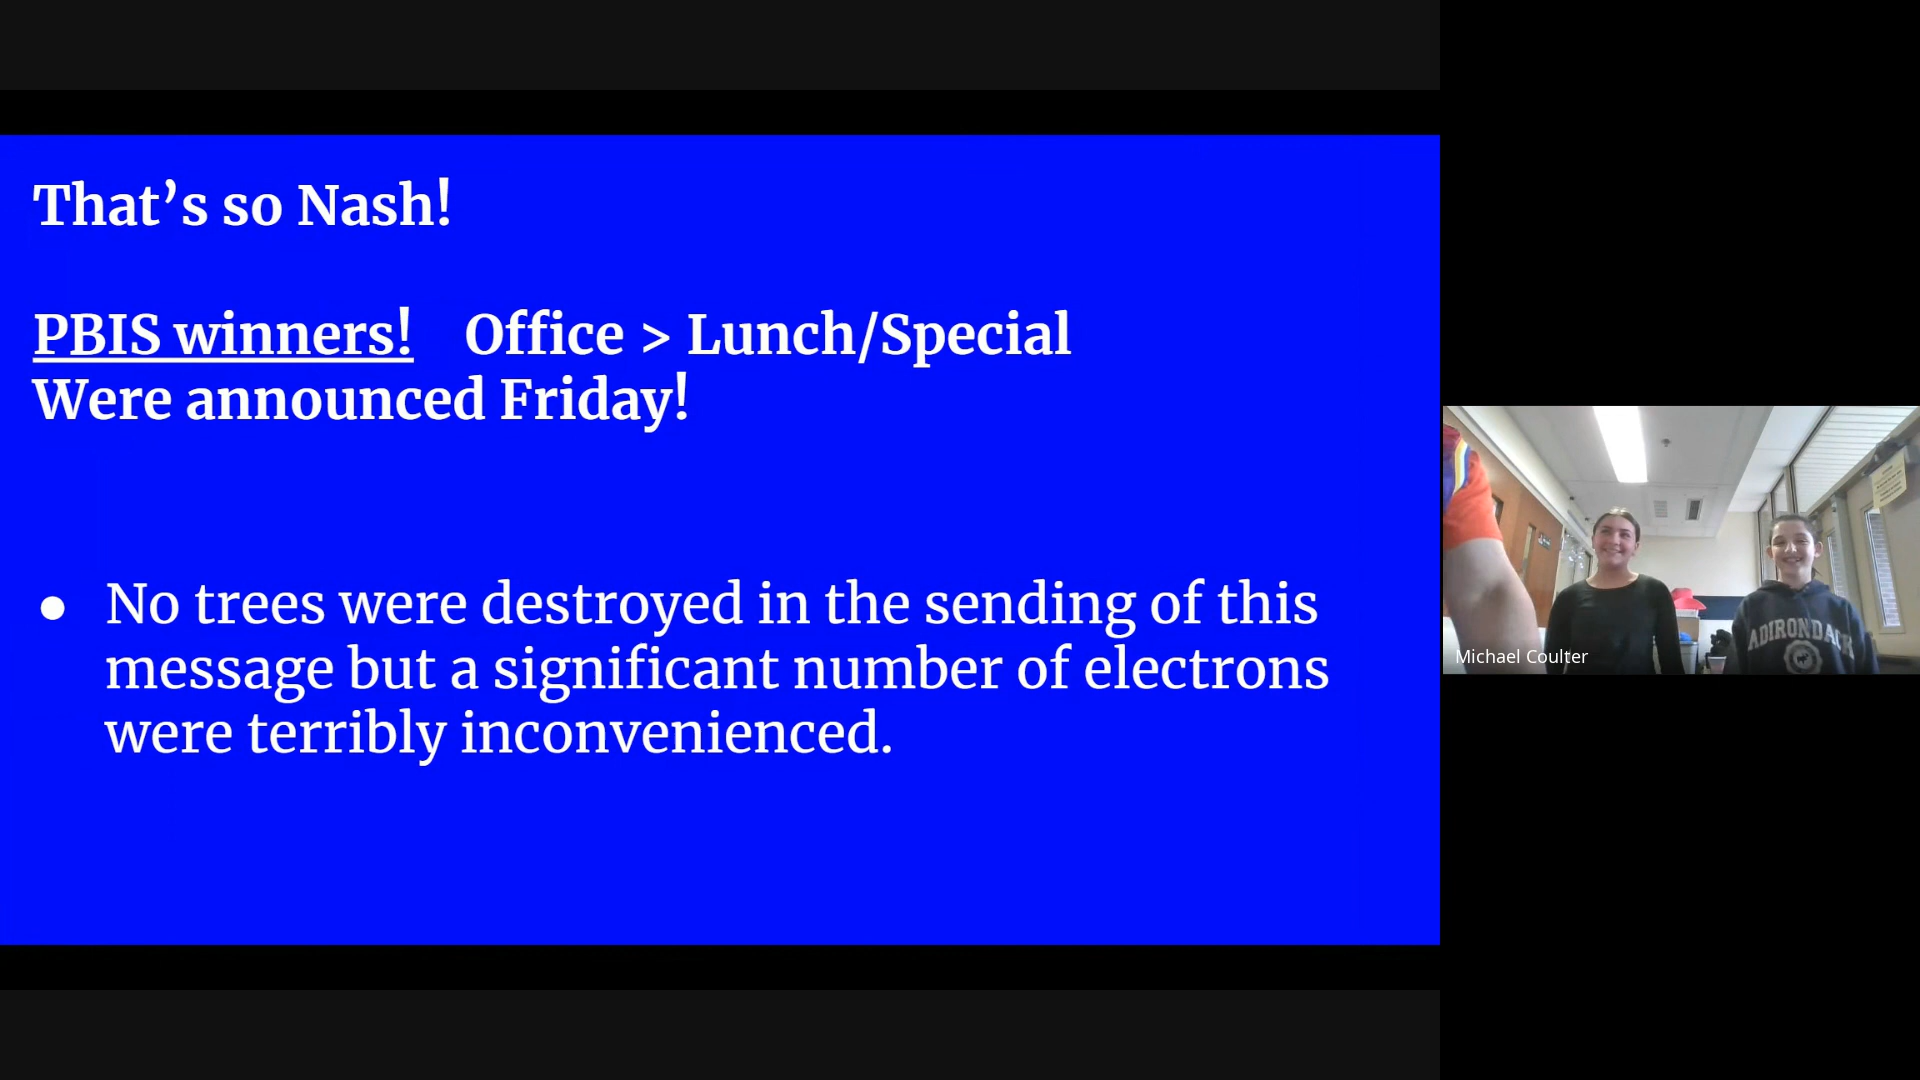 That's so Nash!
PBIS winners! Office > Lunch/Special
Were announced Friday!
● No trees were destroyed in the sending of this
message but a significant number of electrons
were terribly inconvenienced.
Michael Coulter